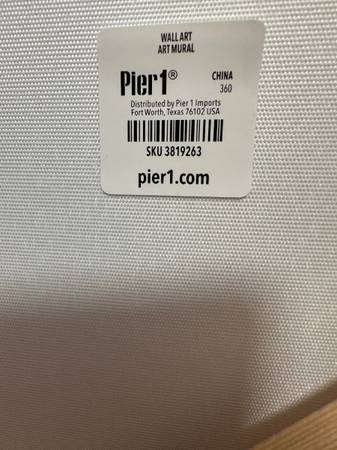 WALL ART
ART MURAL
Pier1® CHINA
360
Distributed by Pier 1 Imports
Fort Worth, Texas 76102 USA
SKU 3819263
pier1.com